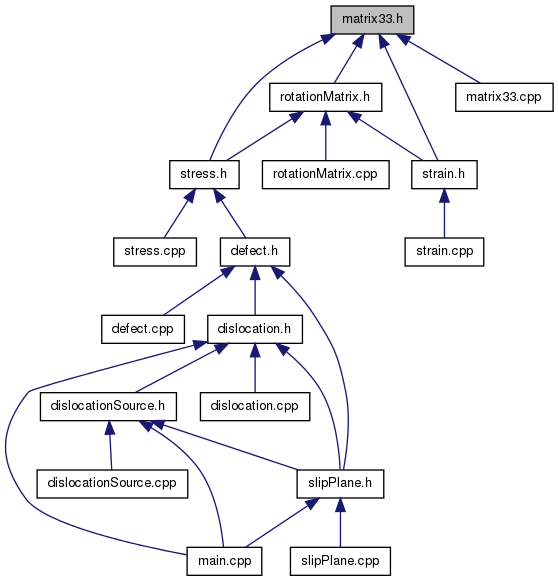 matrix33.h
rotationMatrix.h
matrix33.cpp
stress.h
rotationMatrix.cpp
strain.h
stress.cpp
defect.h
strain.cpp
defect.cpp
dislocation.h
dislocationSource.h
dislocation.cpp
dislocationSource.cpp
slipPlane.h
main.cpp
slipPlane.cpp